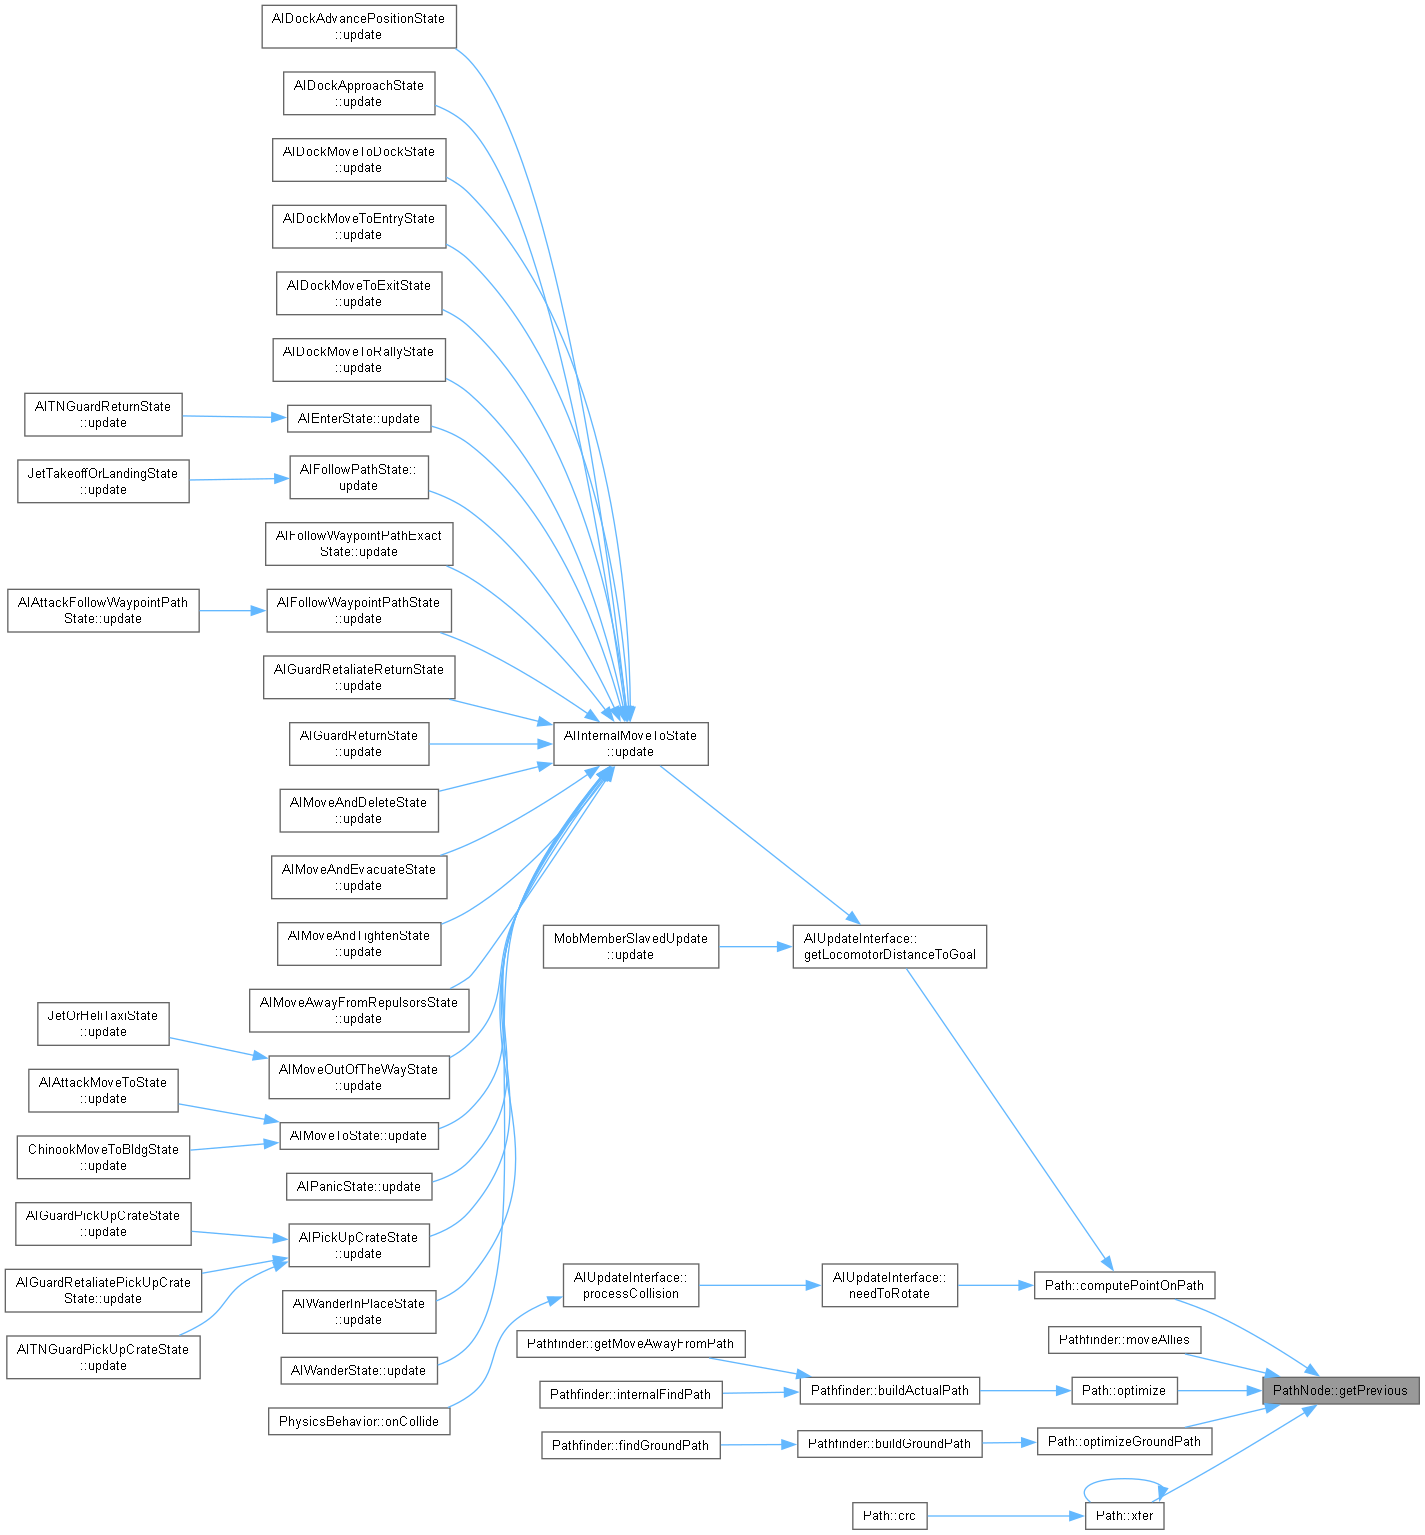 AIDockAdvancePositionState
::update
AIDockApproachState
::update
AIDockMoveToDockState
::update
AIDockMoveToEntryState
::update
AIDockMoveToExitState
::update
AIDockMoveToRallyState
::update
AITNGuardReturnState
::update
AIEnterState::update
JetTakeoffOrLandingState
::update
AIFollowPathState::
update
AIFollowWaypointPathExact
State::update
AIAttackFollowWaypointPath
State::update
AIFollowWaypointPathState
::update
AIGuardRetaliateReturnState
::update
AIGuardReturnState
::update
AIInternalMoveToState
::update
AIMoveAndDeleteState
::update
AIMoveAndEvacuateState
::update
AIMoveAndTightenState
::update
MobMemberSlavedUpdate
::update
AIUpdateInterface::
getLocomotorDistanceToGoal
AIMoveAwayFromRepulsorsState
::update
JetOrHeliTaxiState
::update
AIMoveOutOfTheWayState
::update
AIAttackMoveToState
::update
AIMoveToState::update
ChinookMoveToBldgState
::update
AIPanicState::update
AIGuardPickUpCrateState
::update
AIPickUpCrateState
::update
AIGuardRetaliatePickUpCrate
State::update
AIUpdateInterface::
processCollision
AIUpdateInterface::
needToRotate
Path::computePointOnPath
AIWanderInPlaceState
::update
AITNGuardPickUpCrateState
::update
Pathfinder::getMoveAwayFromPath
Pathfinder::moveAllies
AIWanderState::update
Pathfinder::internalFindPath
Pathfinder::buildActualPath
Path::optimize
PathNode::getPrevious
PhysicsBehavior::onCollide
Pathfinder::findGroundPath
Pathfinder::buildGroundPath
Path::optimizeGroundPath
Path::crc
Path::xfer